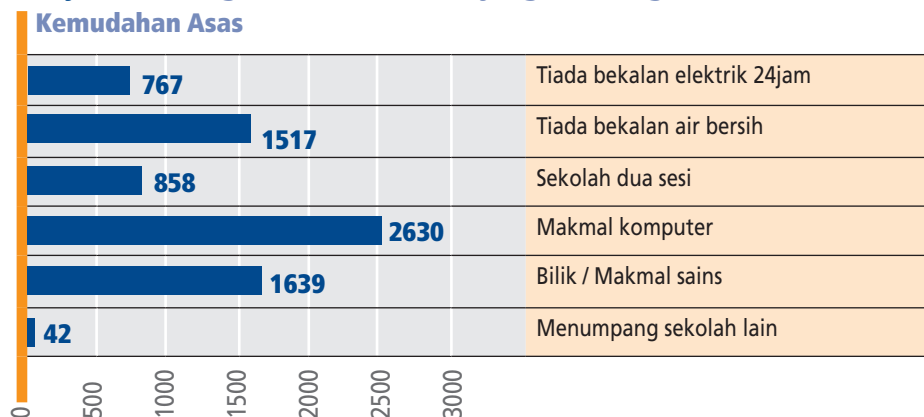 Kemudahan Asas
767 Tiada bekalan elektrik 24jam
1517 Tiada bekalan air bersih
858 Sekolah dua sesi
2630 Makmal komputer
1639 Bilik / Makmal sains
42 Menumpang sekolah lain
0 500 1000 1500 2000 2500 3000